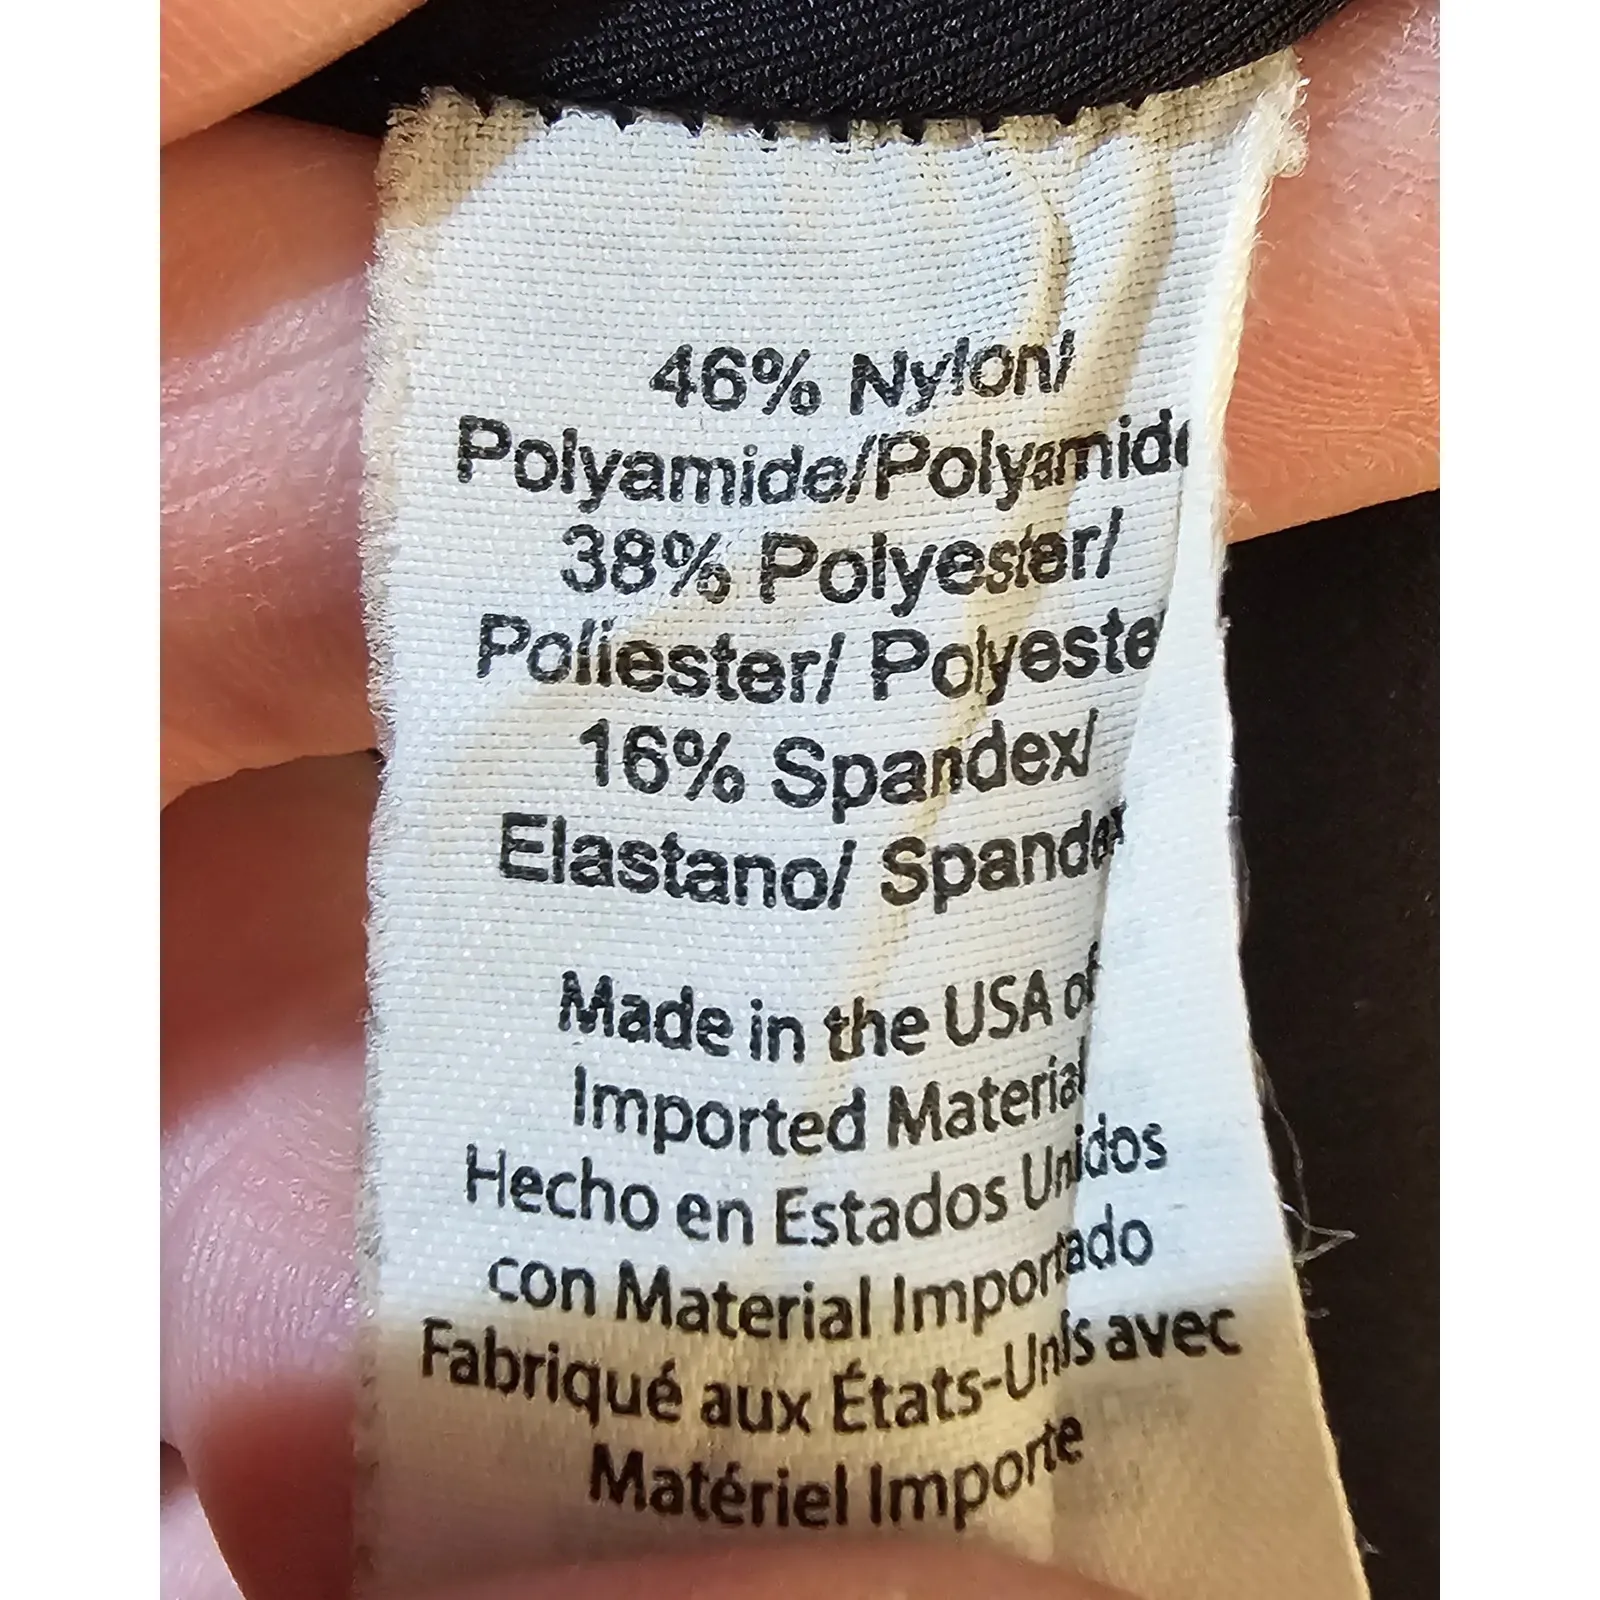 46% Nylon/
Polyamide/Polyamide
38% Polyester/
Poliester/ Polyester
16% Spandex/
Elastano/ Spandex
Made in the USA of
Imported Material
Hecho en Estados Unidos
con Material Importado
Fabriqué aux États-Unis avec
Matériel Importe